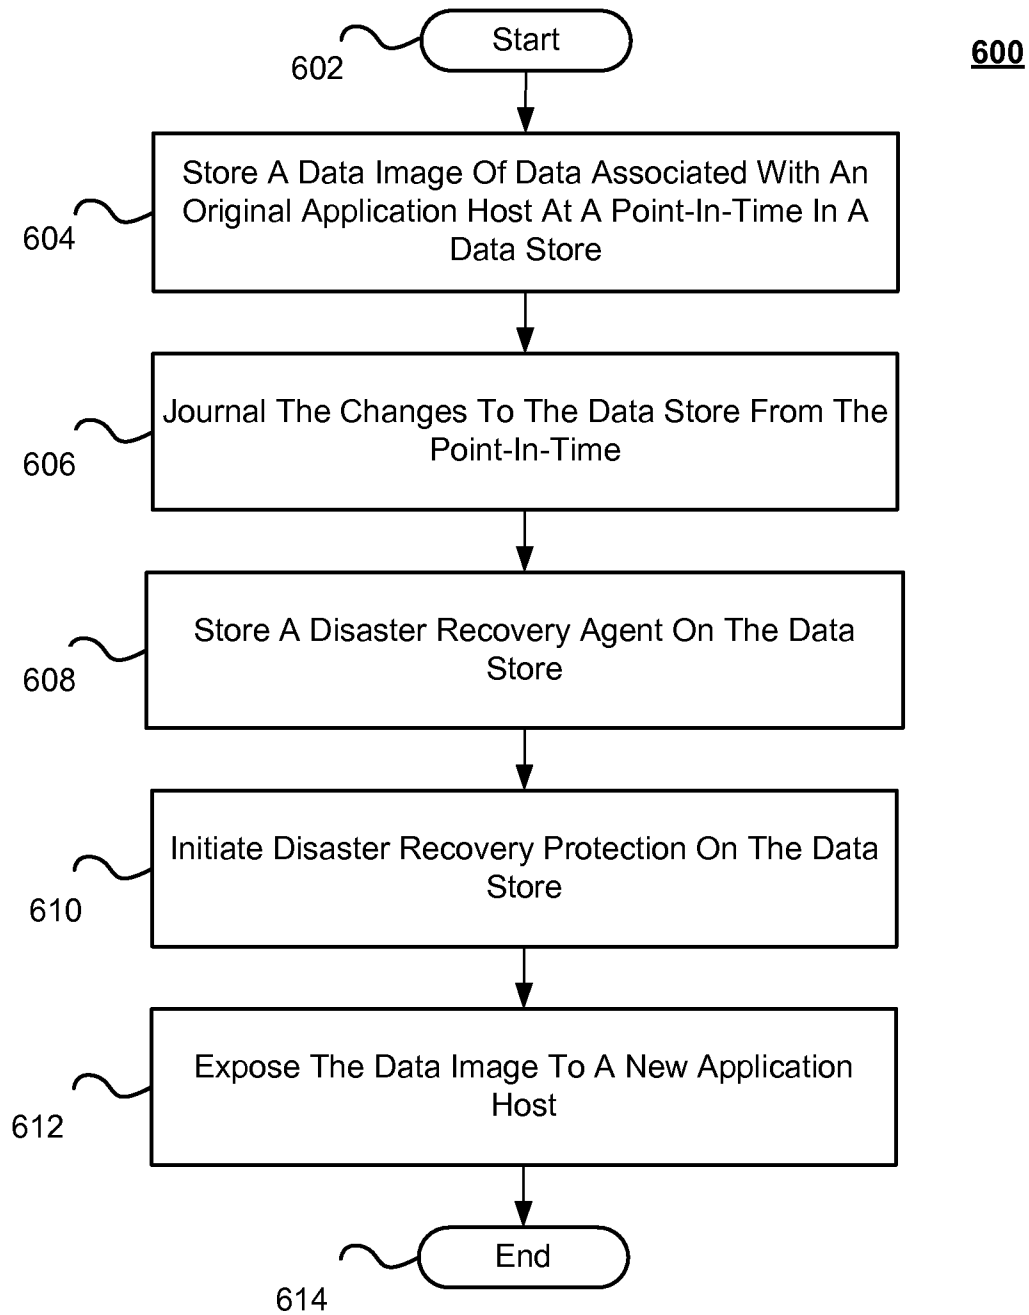 Start
602
600
Store A Data Image Of Data Associated With An
Original Application Host At A Point-In-Time In A
Data Store
604
Journal The Changes To The Data Store From The
Point-In-Time
606
Store A Disaster Recovery Agent On The Data
Store
608
Initiate Disaster Recovery Protection On The Data
Store
610
Expose The Data Image To A New Application
Host
612
End
614